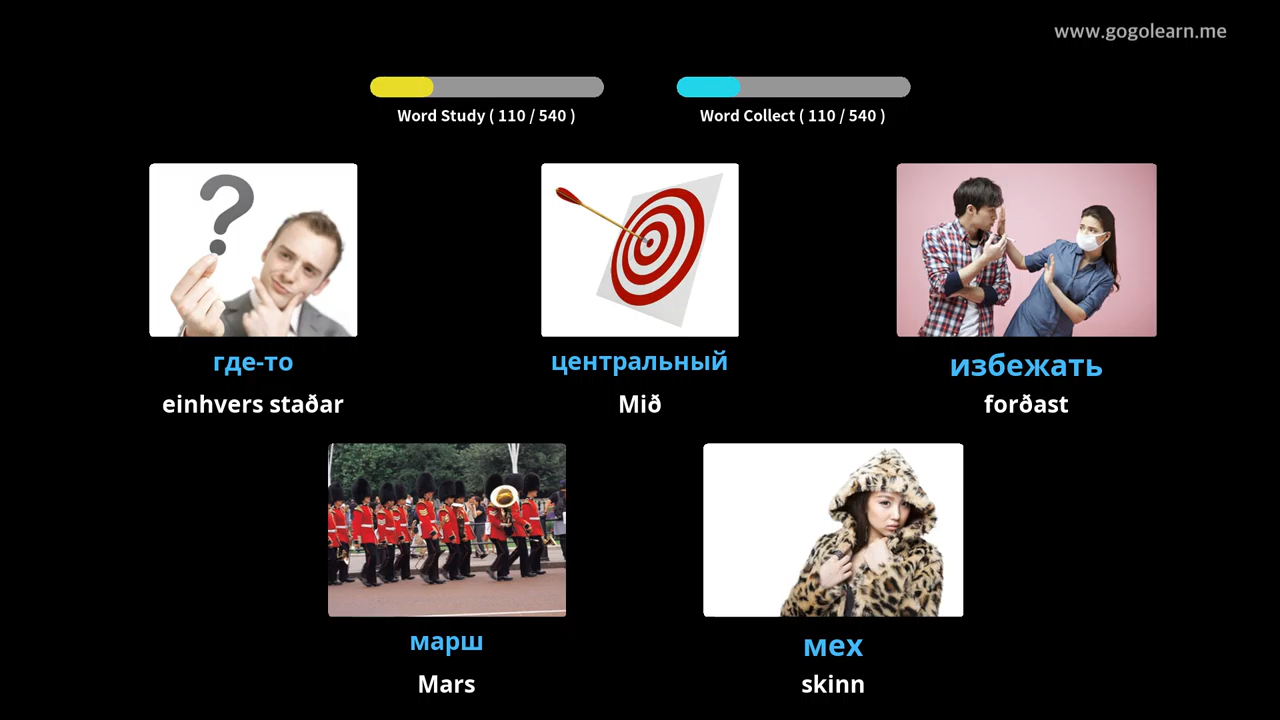 www.gogolearn.me
Word Study ( 110 / 540 )
Word Collect ( 110 / 540 )
где-то
центральный
избежать
einhvers staðar
Mið
forðast
марш
мех
Mars
skinn